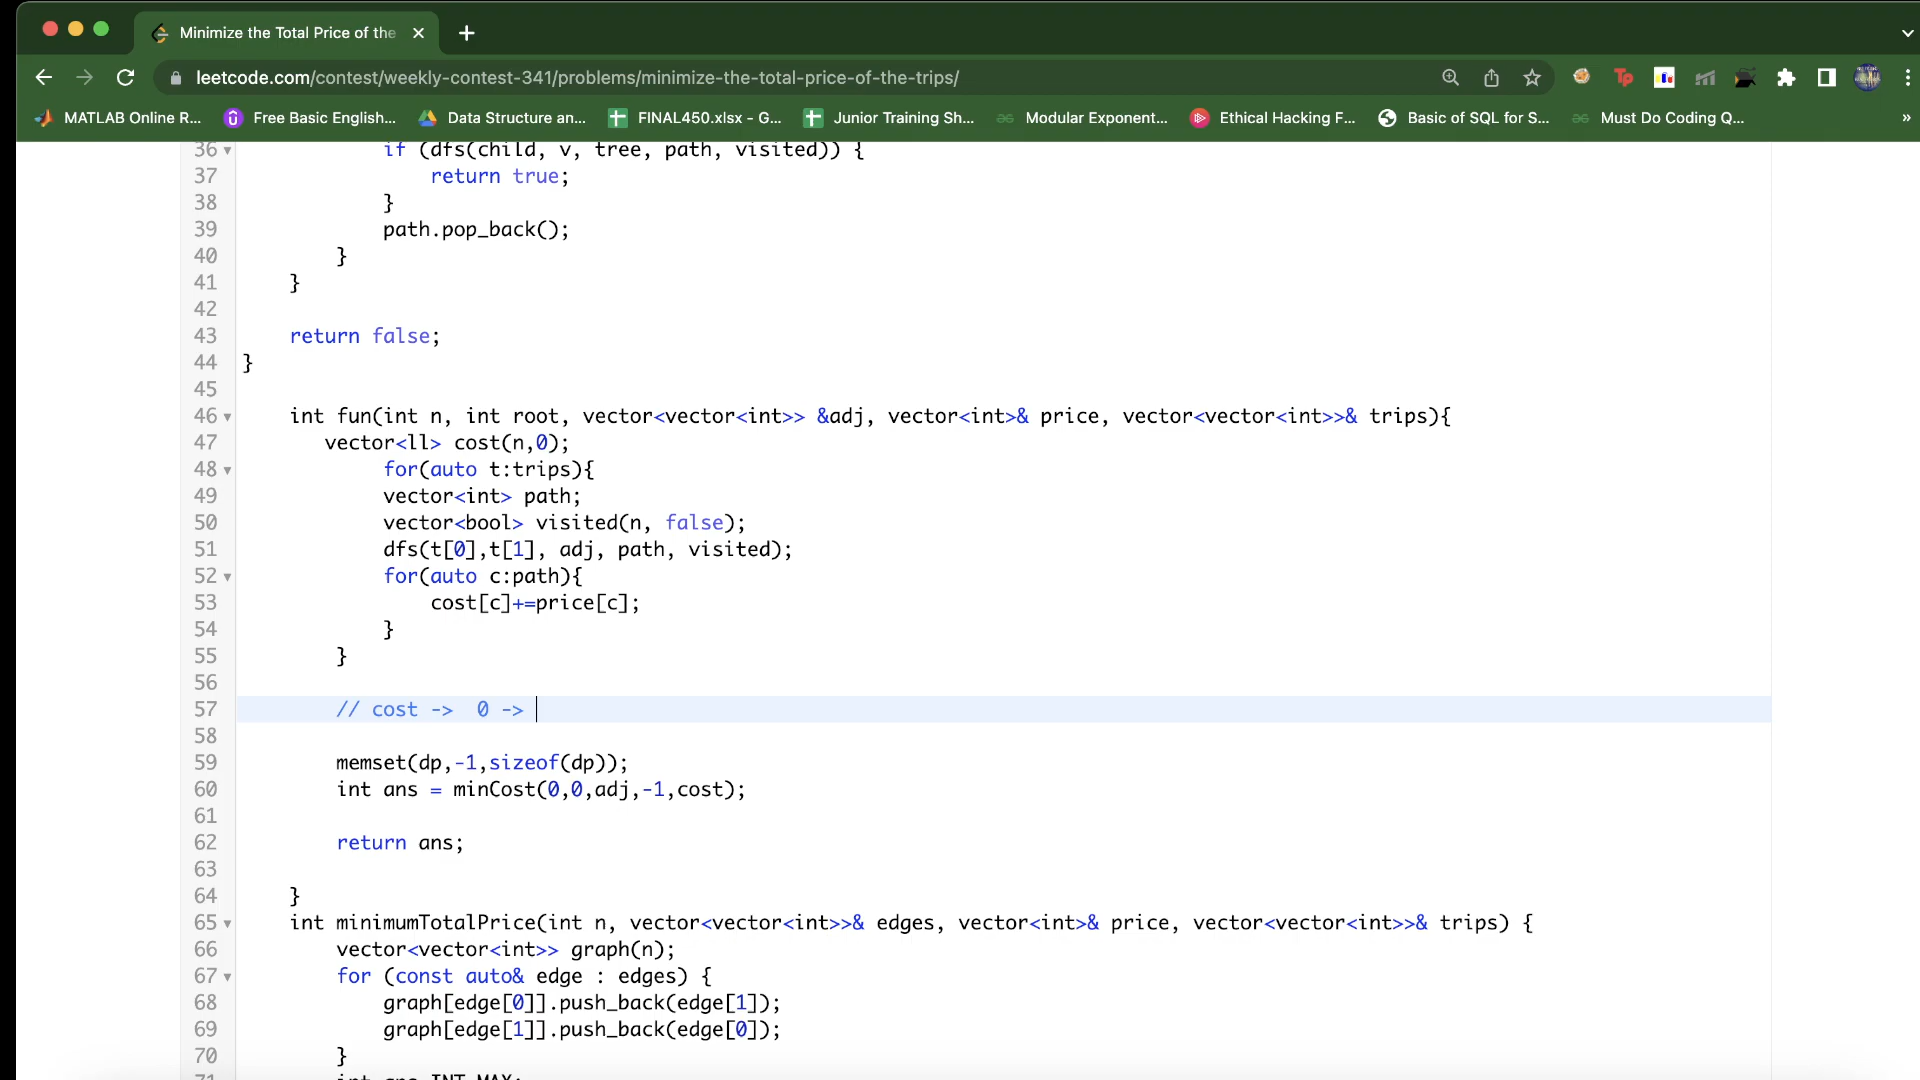 Minimize the Total Price of the
leetcode.com/contest/weekly-contest-341/problems/minimize-the-total-price-of-the-trips/
MATLAB Online R... Free Basic English... Data Structure an... FINAL450.xlsx - G... Junior Training Sh... Modular Exponent... Ethical Hacking F... Basic of SQL for S... Must Do Coding Q... »
36 if (dfs(child, v, tree, path, visited)) {
37 return true;
38 }
39 path.pop_back();
40 }
41 }
42
43 return false;
44 }
45
46 int fun(int n, int root, vector<vector<int>> &adj, vector<int>& price, vector<vector<int>>& trips){
47 vector<ll> cost(n,0);
48 for(auto t:trips){
49 vector<int> path;
50 vector<bool> visited(n, false);
51 dfs(t[0],t[1], adj, path, visited);
52 for(auto c:path){
53 cost[c]+=price[c];
54 }
55 }
56
57 // cost -> 0 ->
58
59 memset(dp,-1,sizeof(dp));
60 int ans = minCost(0,0,adj,-1,cost);
61
62 return ans;
63
64 }
65 int minimumTotalPrice(int n, vector<vector<int>>& edges, vector<int>& price, vector<vector<int>>& trips) {
66 vector<vector<int>> graph(n);
67 for (const auto& edge : edges) {
68 graph[edge[0]].push_back(edge[1]);
69 graph[edge[1]].push_back(edge[0]);
70 }
71 int ans INT_MAX;